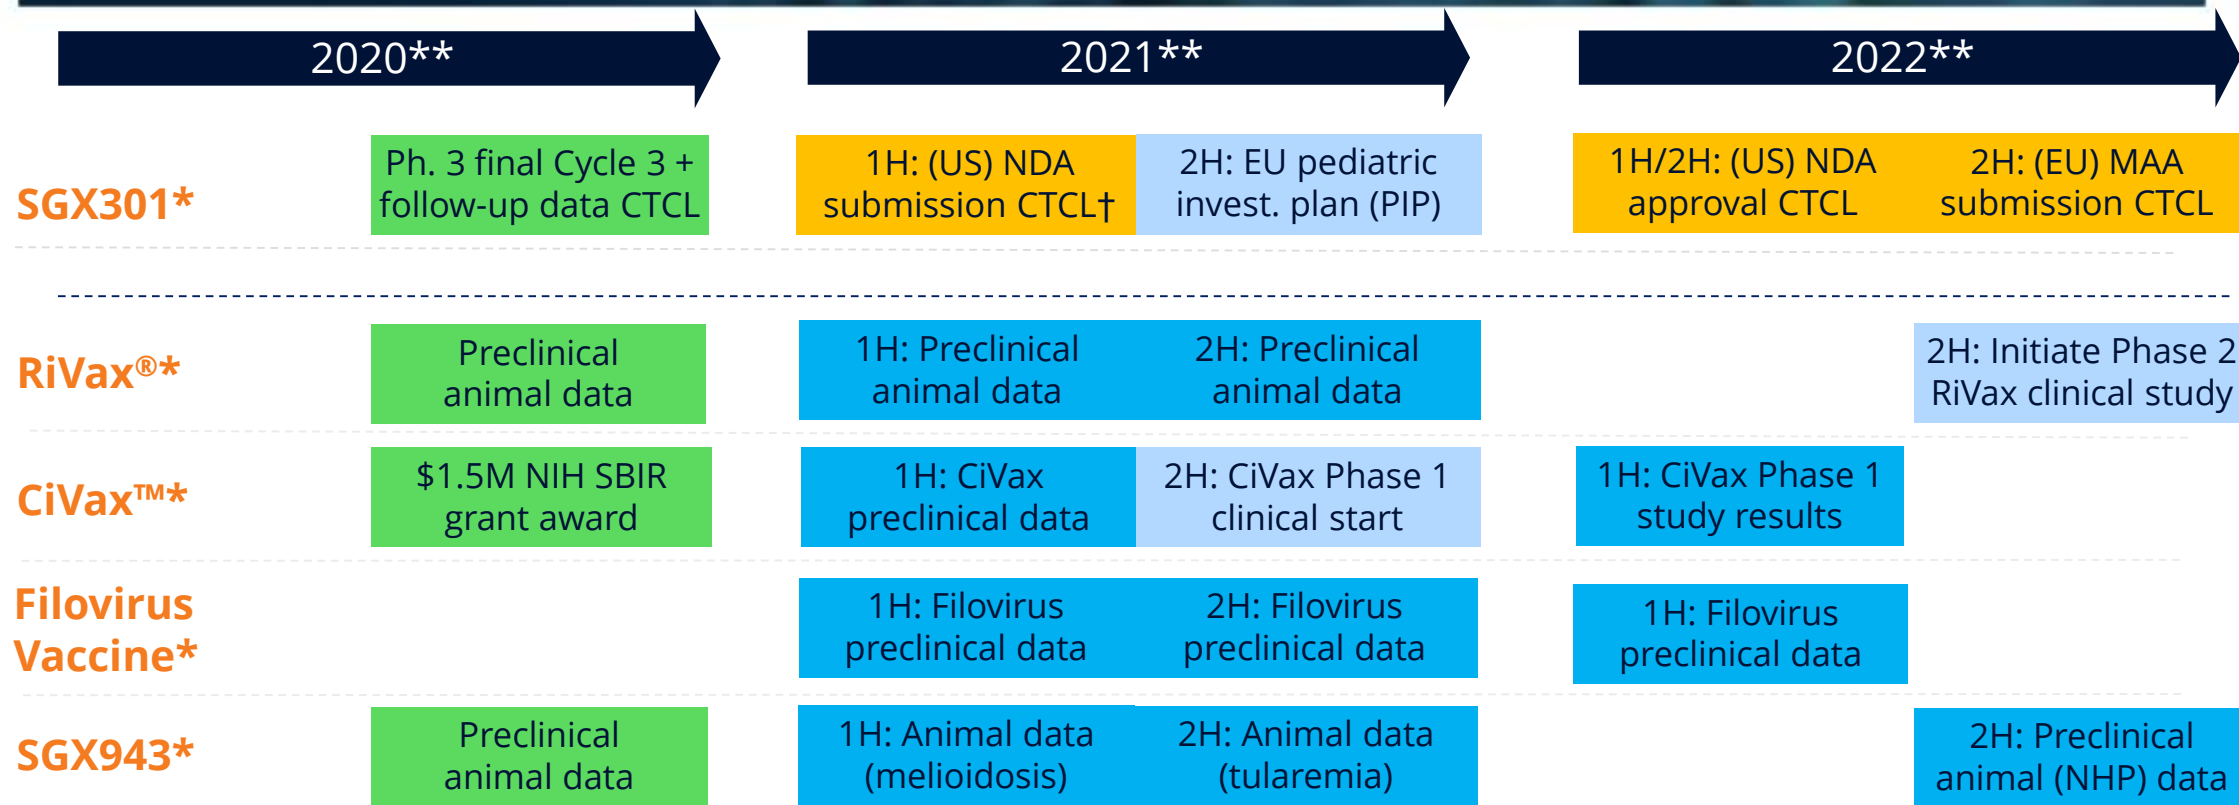 2020**
2021**
2022**
SGX301*
Ph. 3 final Cycle 3 +
follow-up data CTCL
1H: (US) NDA
submission CTCL†
2H: EU pediatric
invest. plan (PIP)
1H/2H: (US) NDA
approval CTCL
2H: (EU) MAA
submission CTCL
RiVax®*
Preclinical
animal data
1H: Preclinical
animal data
2H: Preclinical
animal data
2H: Initiate Phase 2
RiVax clinical study
CiVax™*
$1.5M NIH SBIR
grant award
1H: CiVax
preclinical data
2H: CiVax Phase 1
clinical start
1H: CiVax Phase 1
study results
Filovirus
Vaccine*
1H: Filovirus
preclinical data
2H: Filovirus
preclinical data
1H: Filovirus
preclinical data
SGX943*
Preclinical
animal data
1H: Animal data
(melioidosis)
2H: Animal data
(tularemia)
2H: Preclinical
animal (NHP) data